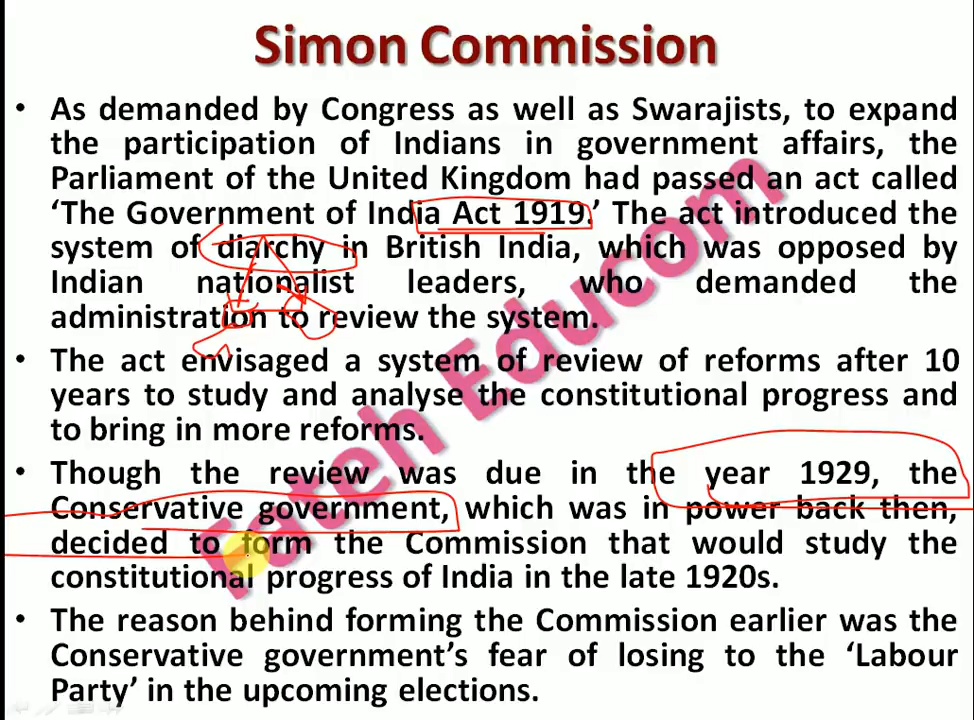 Simon Commission
• As demanded by Congress as well as Swarajists, to expand
the participation of Indians in government affairs, the
Parliament of the United Kingdom had passed an act called
‘The Government of India Act 1919.’ The act introduced the
system of diarchy in British India, which was opposed by
Indian nationalist leaders, who demanded the
administration to review the system.
• The act envisaged a system of review of reforms after 10
years to study and analyse the constitutional progress and
to bring in more reforms.
• Though the review was due in the year 1929, the
Conservative government, which was in power back then,
decided to form the Commission that would study the
constitutional progress of India in the late 1920s.
• The reason behind forming the Commission earlier was the
Conservative government’s fear of losing to the ‘Labour
Party’ in the upcoming elections.
Fateh Educom